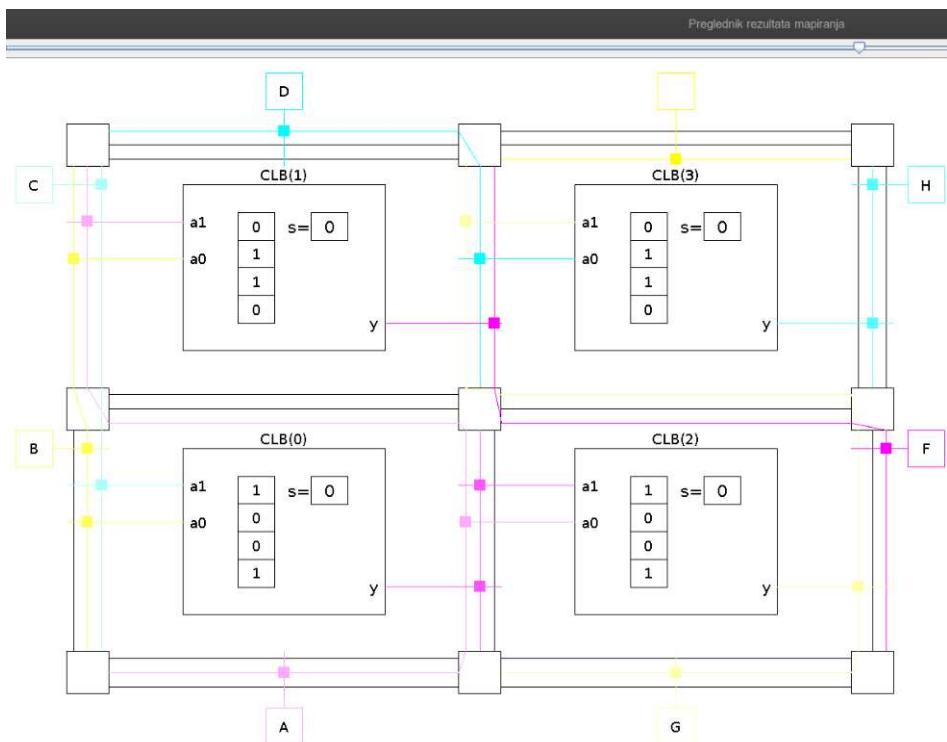 Preglednik rezultata mapiranja
D
C
H
CLB(1)
CLB(3)
a1
0
s= 0
a1
0
s= 0
a0
1
a0
1
1
1
0
0
y
y
B
F
CLB(0)
CLB(2)
a1
1
s= 0
a1
1
s= 0
a0
0
a0
0
0
0
1
1
y
y
A
G